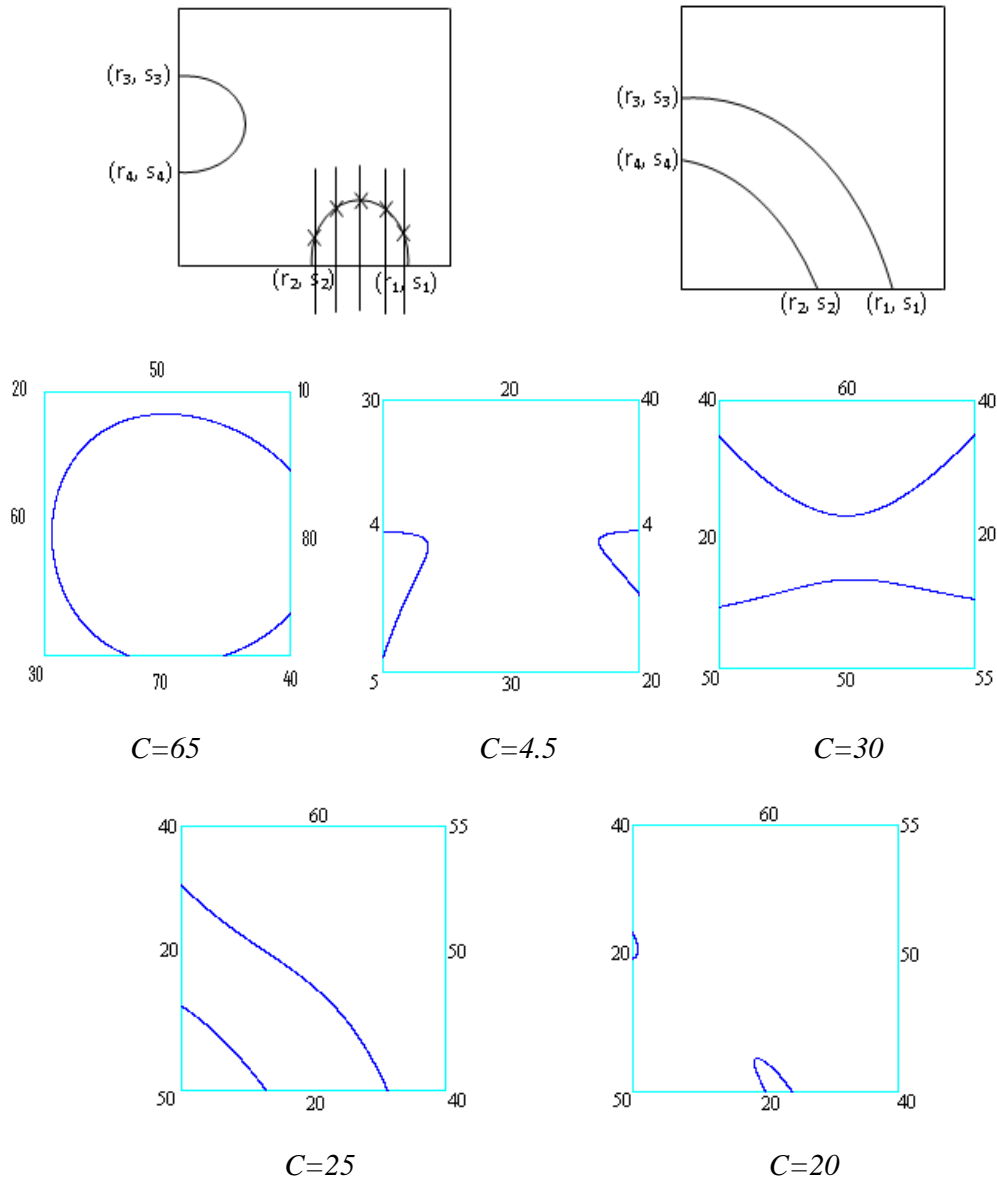 (r₃, s₃)
(r₄, s₄)
(r₂, s₂) (r₁, s₁)
(r₃, s₃)
(r₄, s₄)
(r₂, s₂) (r₁, s₁)
20 50 10
60 80
30 70 40
C=65
30 20 40
4 4
5 30 20
C=4.5
40 60 40
20 20
50 50 55
C=30
40 60 55
20 50
50 20 40
C=25
40 60 55
20 50
50 20 40
C=20